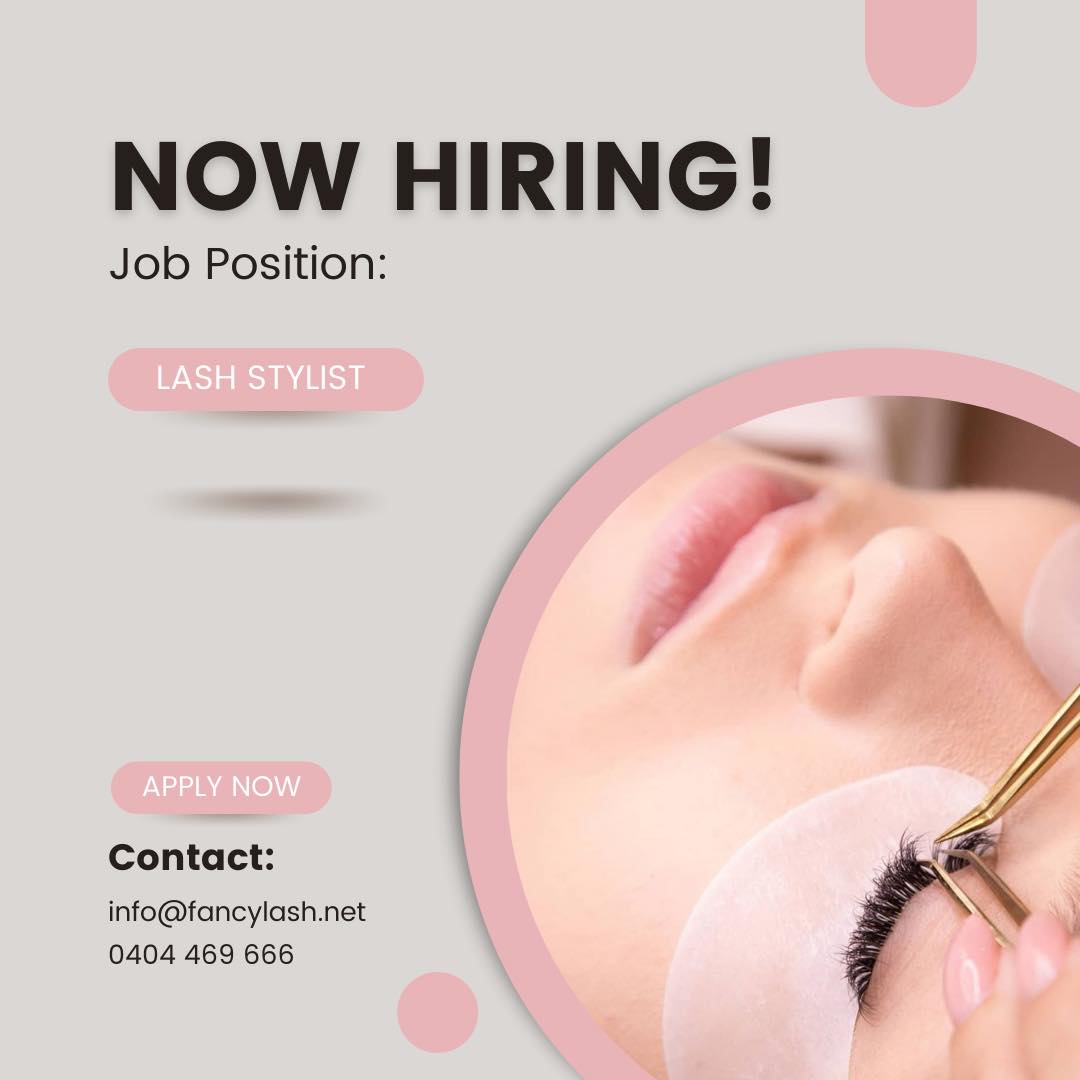 NOW HIRING!
Job Position:
LASH STYLIST
APPLY NOW
Contact:
info@fancylash.net
0404 469 666